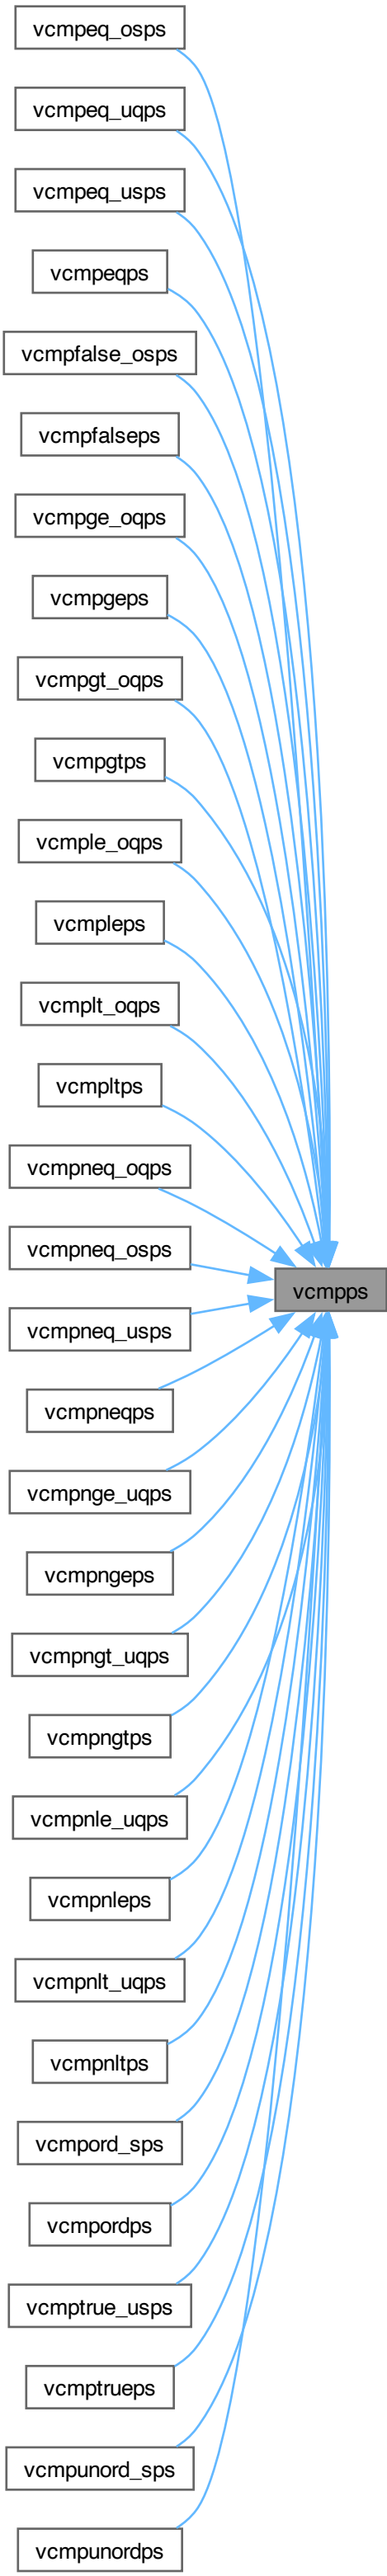 vcmpeq_osps
vcmpeq_uqps
vcmpeq_usps
vcmpeqps
vcmpfalse_osps
vcmpfalseps
vcmpge_oqps
vcmpgeps
vcmpgt_oqps
vcmpgtps
vcmple_oqps
vcmpleps
vcmplt_oqps
vcmpltps
vcmpneq_oqps
vcmpneq_osps
vcmpps
vcmpneq_usps
vcmpneqps
vcmpnge_uqps
vcmpngeps
vcmpngt_uqps
vcmpngtps
vcmpnle_uqps
vcmpnleps
vcmpnlt_uqps
vcmpnltps
vcmpord_sps
vcmpordps
vcmptrue_usps
vcmptrueps
vcmpunord_sps
vcmpunordps